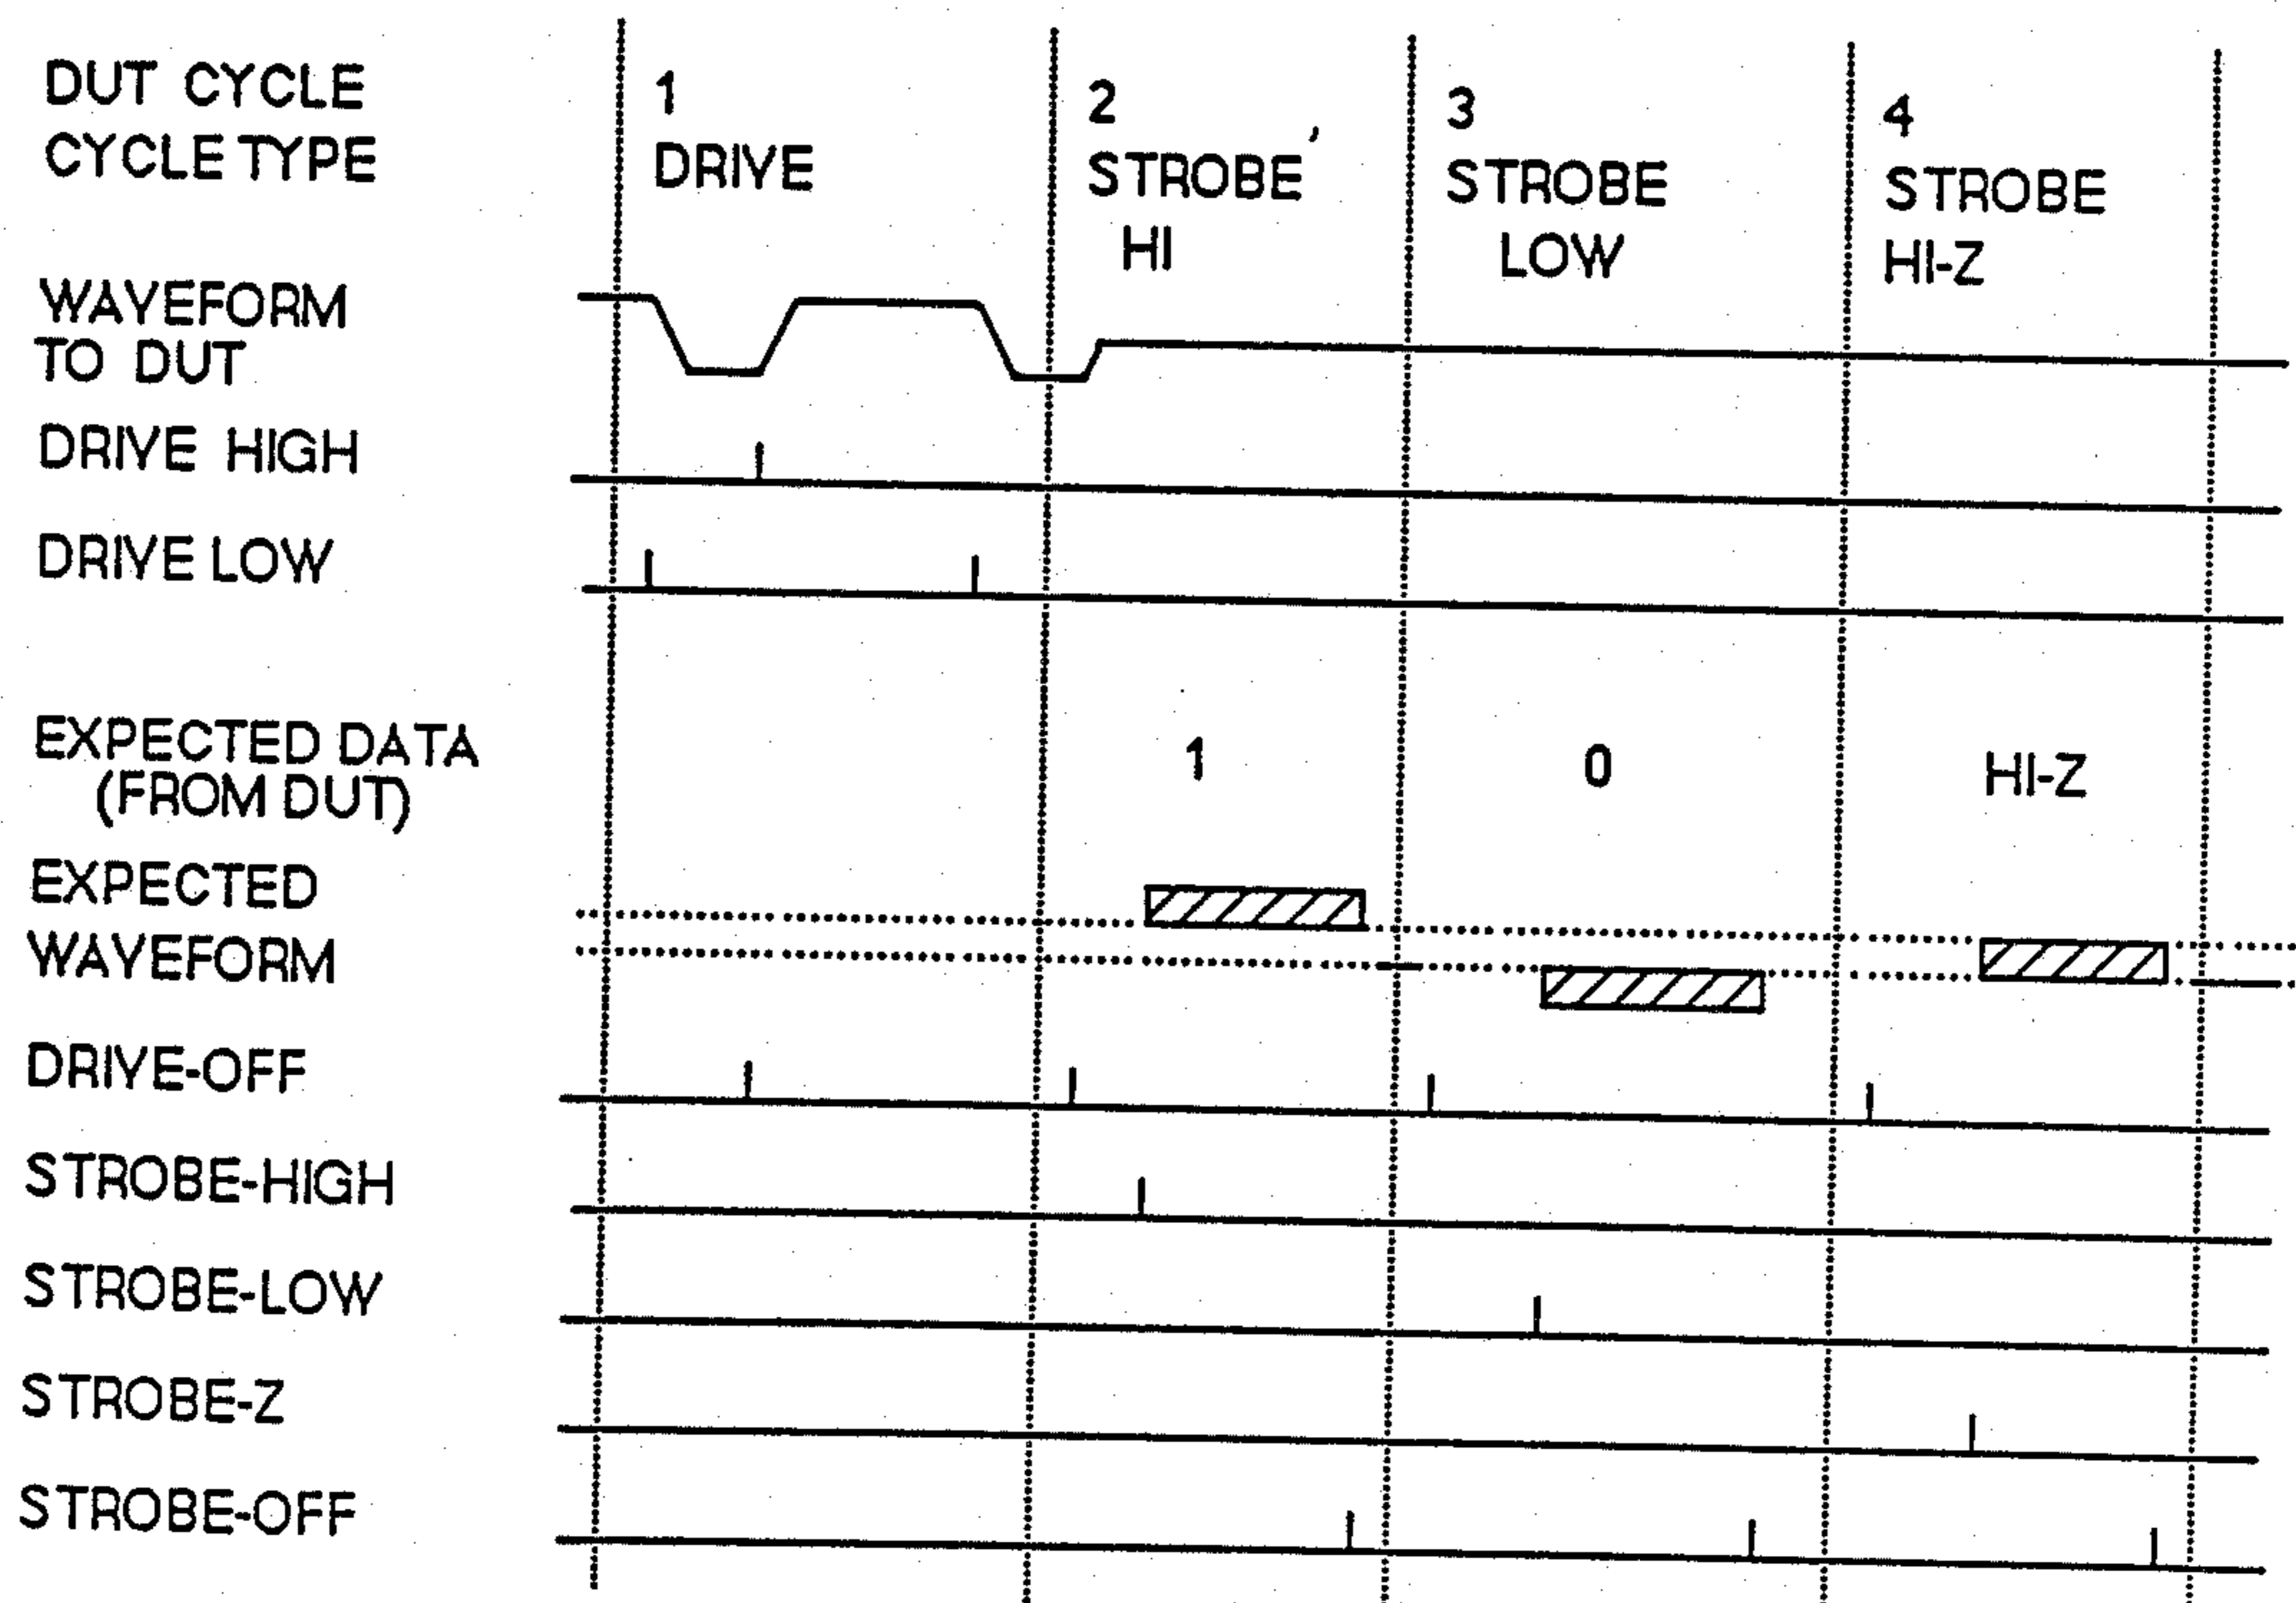 DUT CYCLE 1 2 3 4
CYCLE TYPE DRIVE STROBE STROBE STROBE
HI LOW HI-Z
WAVEFORM
TO DUT
DRIVE HIGH
DRIVE LOW
EXPECTED DATA 1 0 HI-Z
(FROM DUT)
EXPECTED
WAVEFORM
DRIVE-OFF
STROBE-HIGH
STROBE-LOW
STROBE-Z
STROBE-OFF